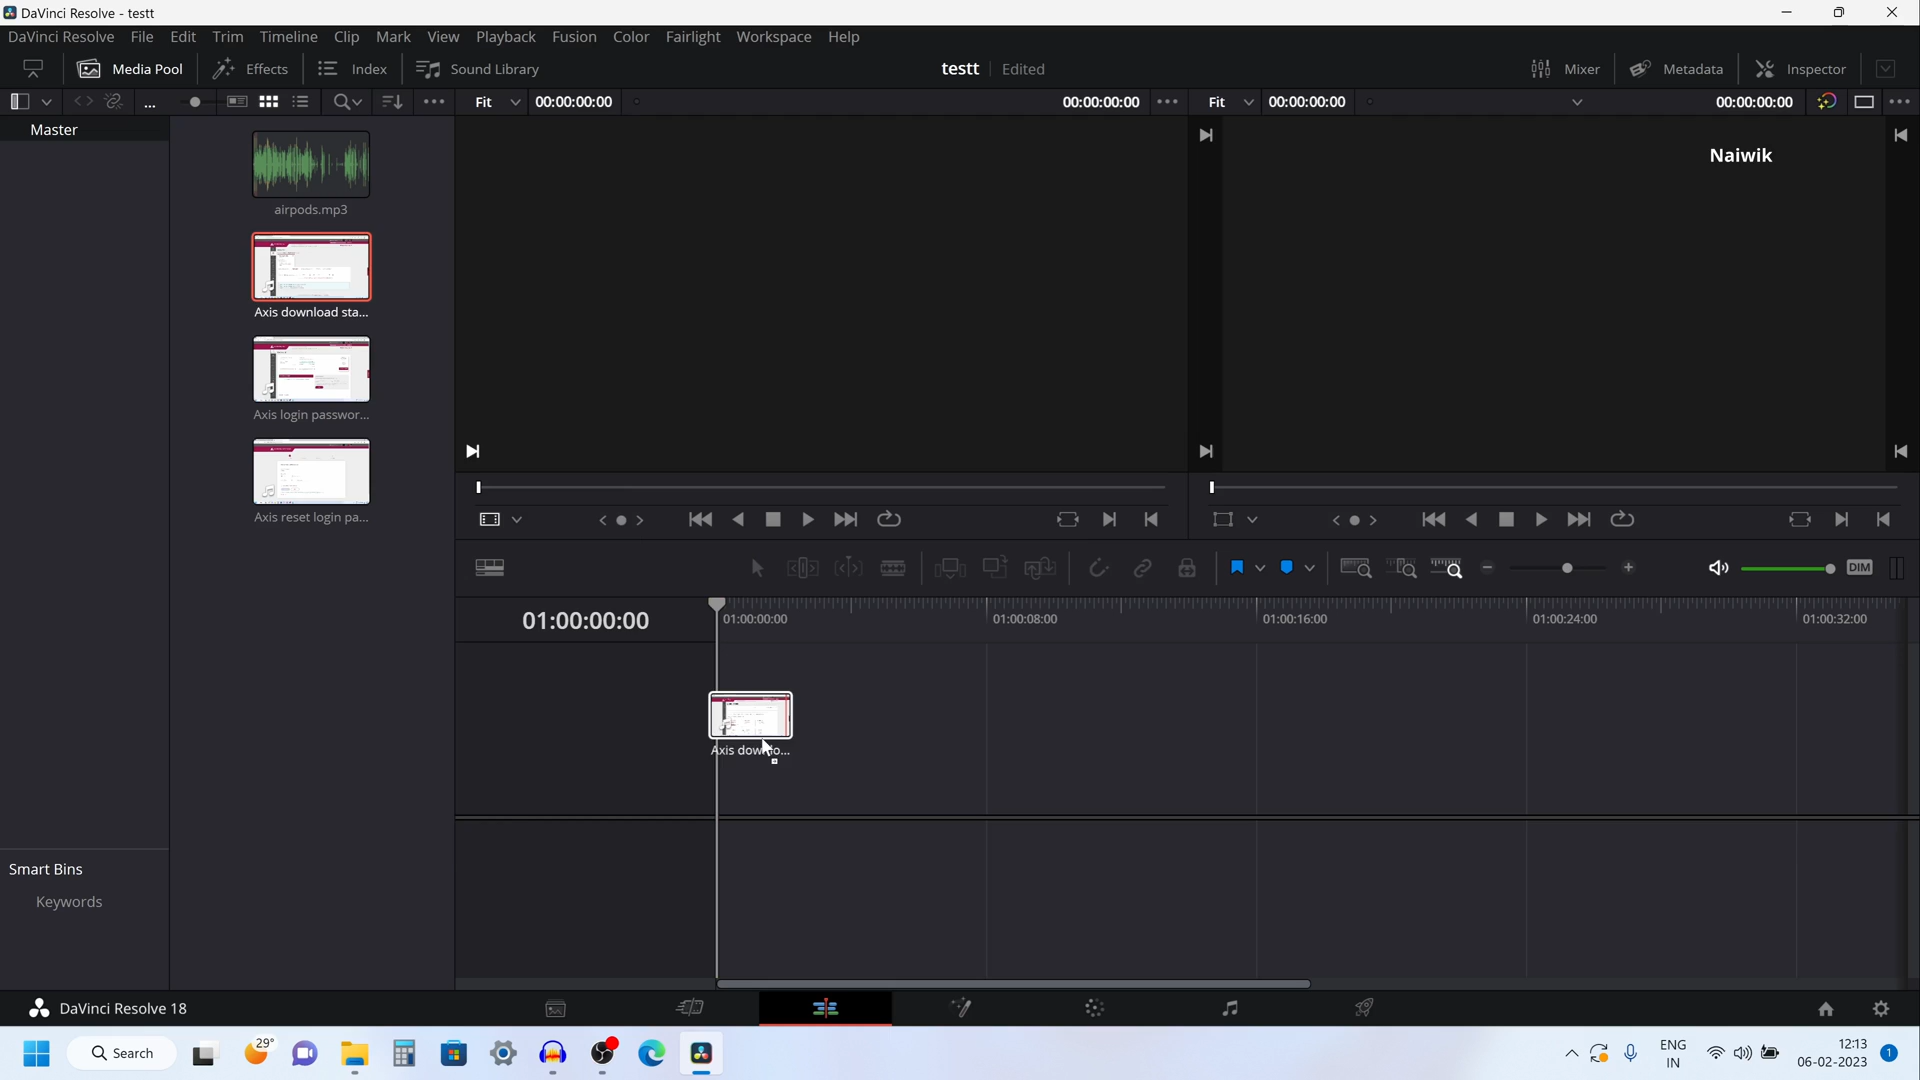 DaVinci Resolve - testt
DaVinci Resolve File Edit Trim Timeline Clip Mark View Playback Fusion Color Fairlight Workspace Help
Media Pool Effects Index Sound Library testt Edited Mixer Metadata Inspector
... Fit 00:00:00:00 00:00:00:00 Fit 00:00:00:00 00:00:00:00
Master
Naiwik
airpods.mp3
Axis download sta...
Axis login passwor...
Axis reset login pa...
DIM
01:00:00:00 01:00:00:00 01:00:08:00 01:00:16:00 01:00:24:00 01:00:32:00
Axis
Smart Bins
Keywords
DaVinci Resolve 18
29°
Search
ENG
IN
12:13
06-02-2023
1